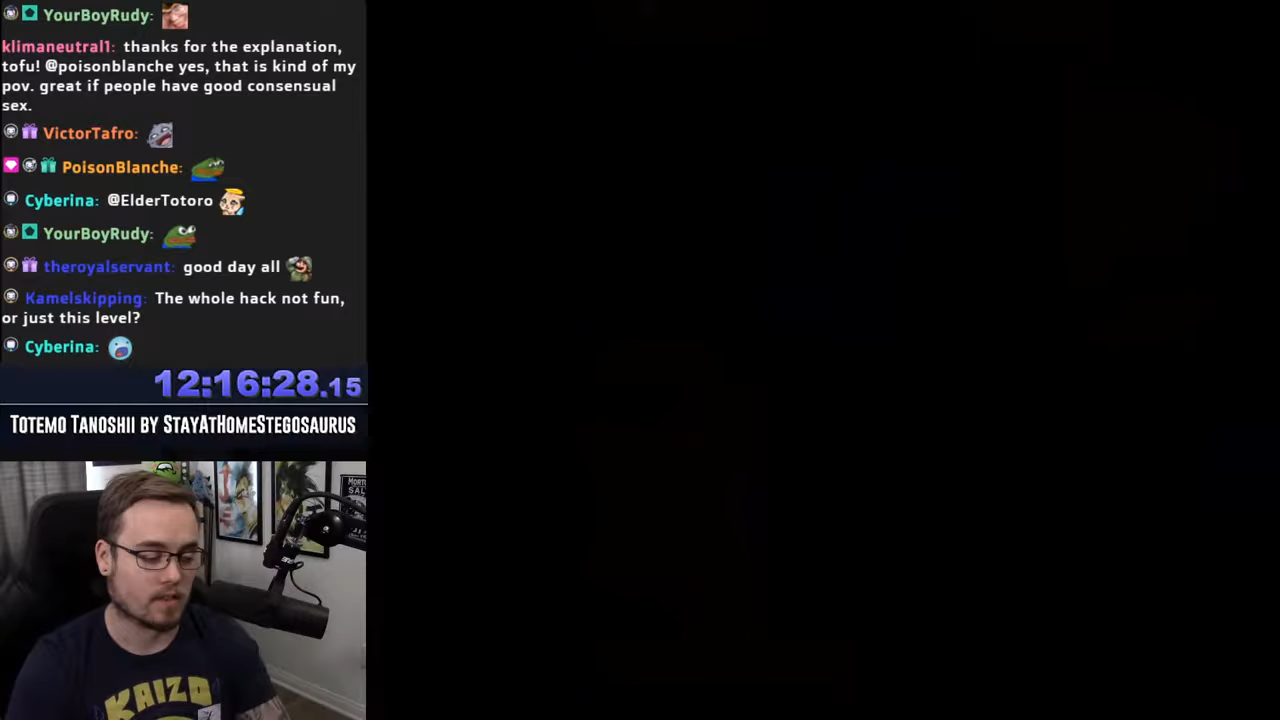 YourBoyRudy:
klimaneutral1: thanks for the explanation,
tofu! @poisonblanche yes, that is kind of my
pov. great if people have good consensual
sex.
VictorTafro:
PoisonBlanche:
Cyberina: @ElderTotoro
YourBoyRudy:
theroyalservant: good day all
Kamelskipping: The whole hack not fun,
or just this level?
Cyberina:
12:16:28.15
TOTEMO TANOSHII BY STAYATHOMESTEGOSAURUS
KAIZO